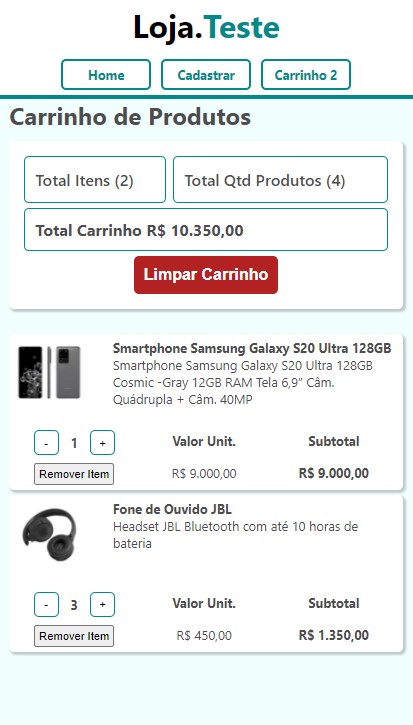 Loja.Teste
Home Cadastrar Carrinho 2
Carrinho de Produtos
Total Itens (2) Total Qtd Produtos (4)
Total Carrinho R$ 10.350,00
Limpar Carrinho
Smartphone Samsung Galaxy S20 Ultra 128GB
Smartphone Samsung Galaxy S20 Ultra 128GB
Cosmic -Gray 12GB RAM Tela 6,9” Câm.
Quádrupla + Câm. 40MP
- 1 + Valor Unit. Subtotal
Remover Item R$ 9.000,00 R$ 9.000,00
Fone de Ouvido JBL
Headset JBL Bluetooth com até 10 horas de
bateria
- 3 + Valor Unit. Subtotal
Remover Item R$ 450,00 R$ 1.350,00